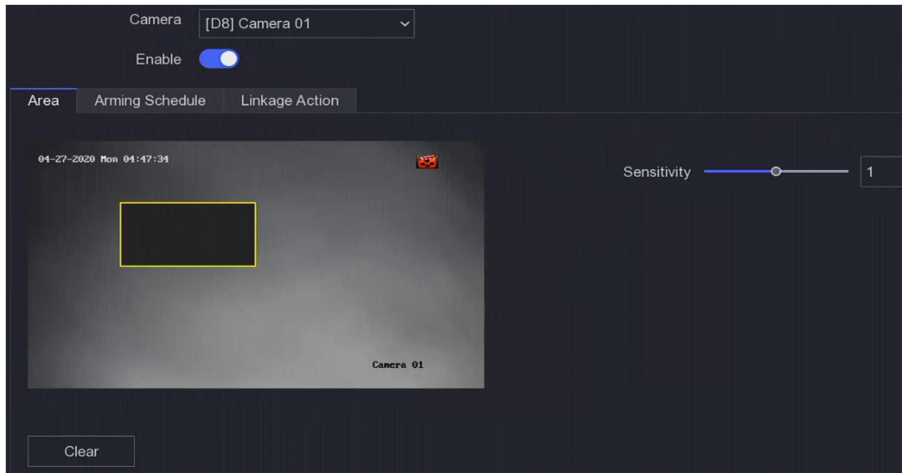 Camera [D8] Camera 01
Enable
Area Arming Schedule Linkage Action
04-27-2020 Mon 04:47:34
Sensitivity 1
Camera 01
Clear